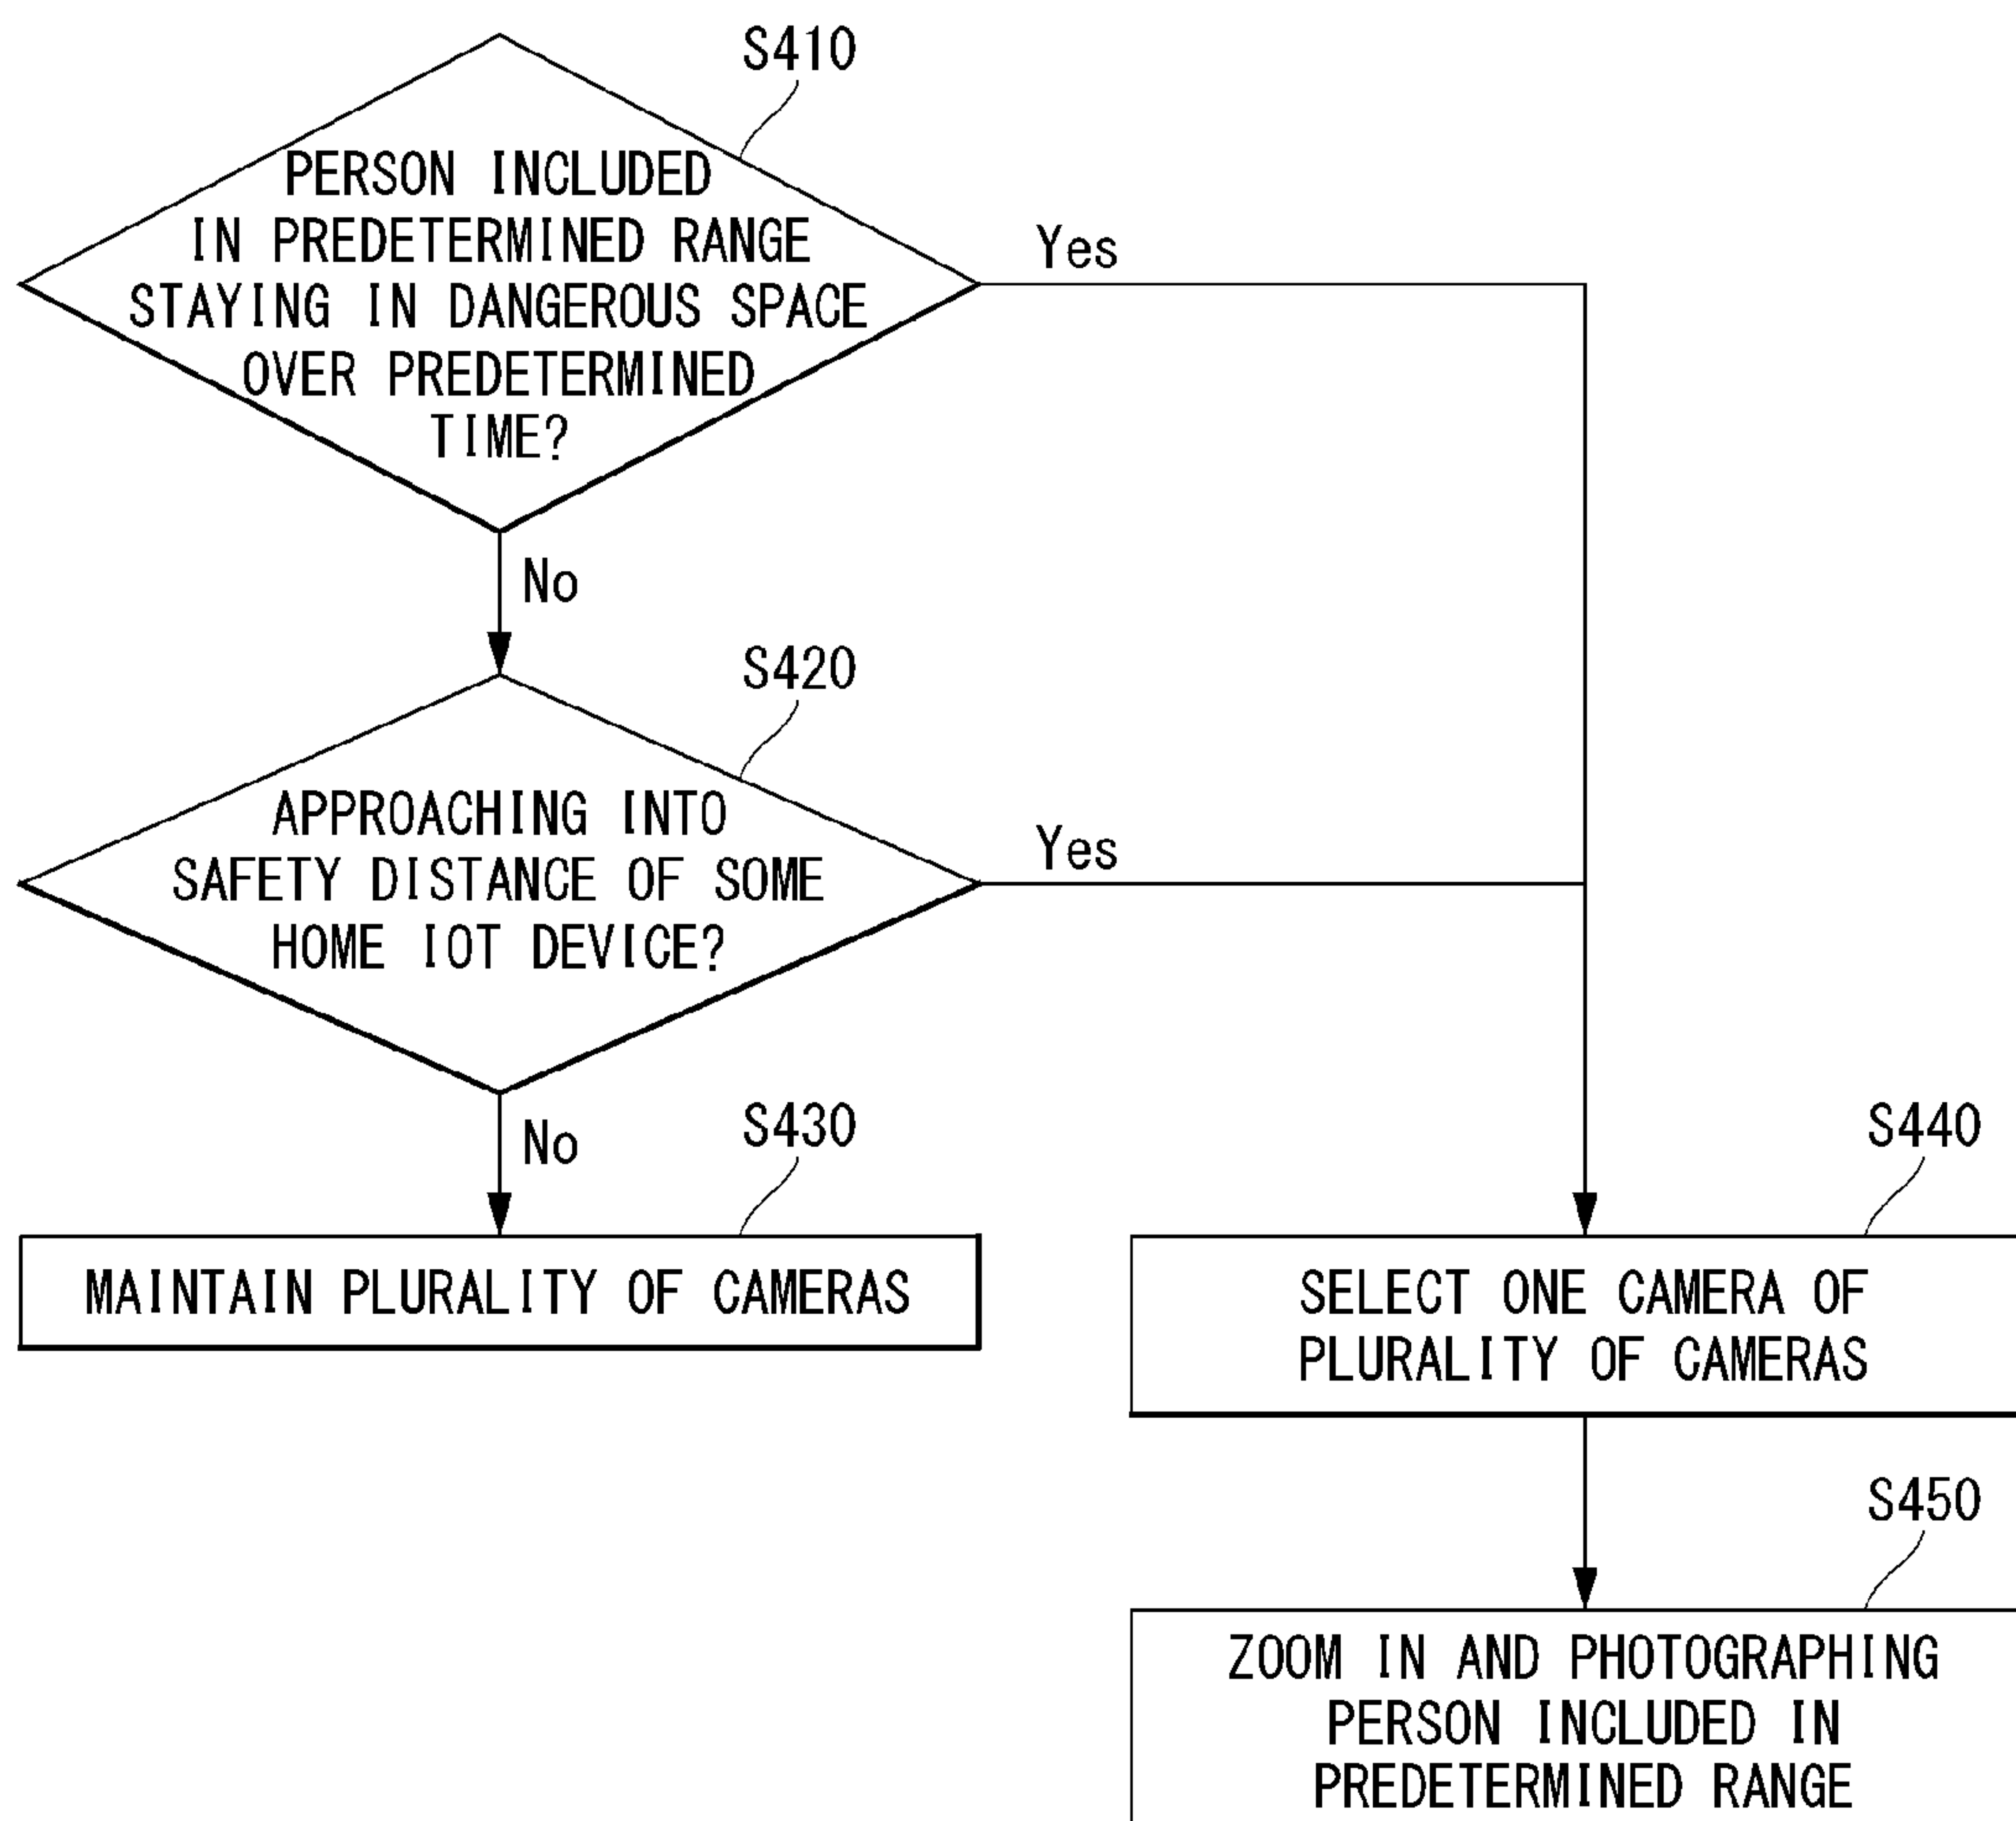 S410
PERSON INCLUDED
IN PREDETERMINED RANGE
STAYING IN DANGEROUS SPACE
OVER PREDETERMINED
TIME?
Yes
No
S420
APPROACHING INTO
SAFETY DISTANCE OF SOME
HOME IOT DEVICE?
Yes
No
S430
MAINTAIN PLURALITY OF CAMERAS
S440
SELECT ONE CAMERA OF
PLURALITY OF CAMERAS
S450
ZOOM IN AND PHOTOGRAPHING
PERSON INCLUDED IN
PREDETERMINED RANGE